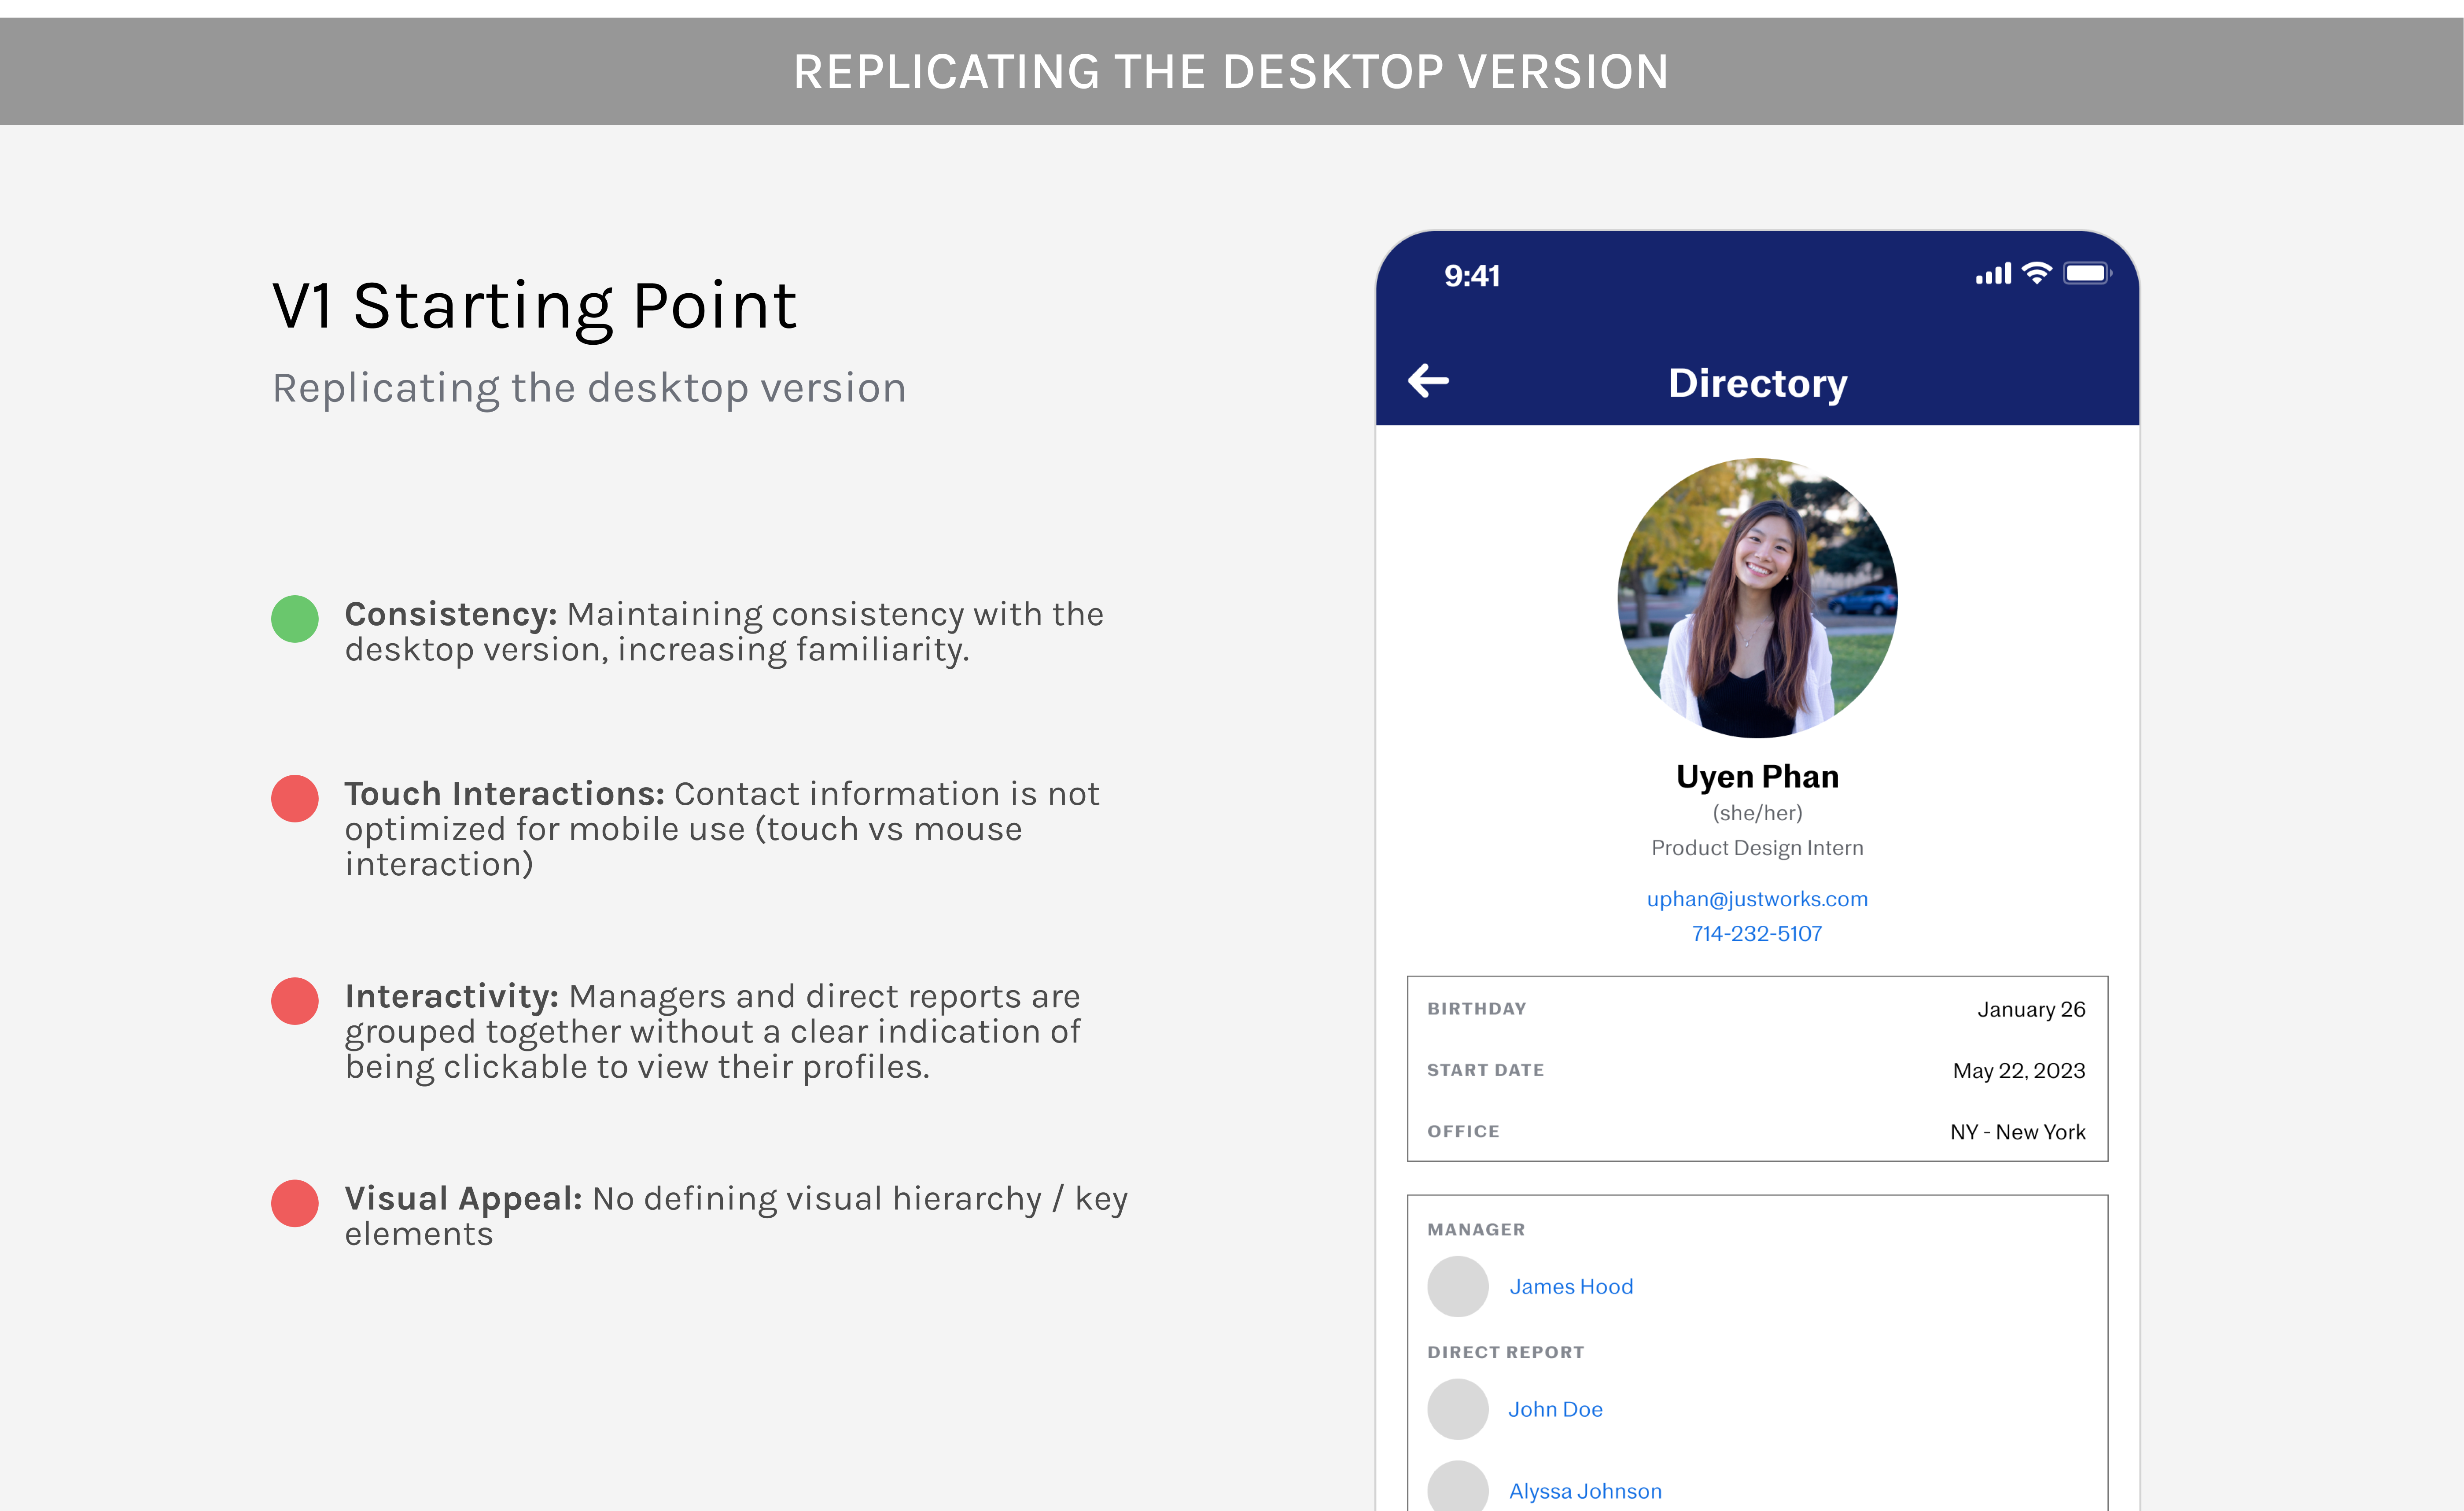 REPLICATING THE DESKTOP VERSION
V1 Starting Point
Replicating the desktop version
Consistency: Maintaining consistency with the
desktop version, increasing familiarity.
Touch Interactions: Contact information is not
optimized for mobile use (touch vs mouse
interaction)
Interactivity: Managers and direct reports are
grouped together without a clear indication of
being clickable to view their profiles.
Visual Appeal: No defining visual hierarchy / key
elements
9:41
Directory
Uyen Phan
(she/her)
Product Design Intern
uphan@justworks.com
714-232-5107
BIRTHDAY January 26
START DATE May 22, 2023
OFFICE NY - New York
MANAGER
James Hood
DIRECT REPORT
John Doe
Alyssa Johnson